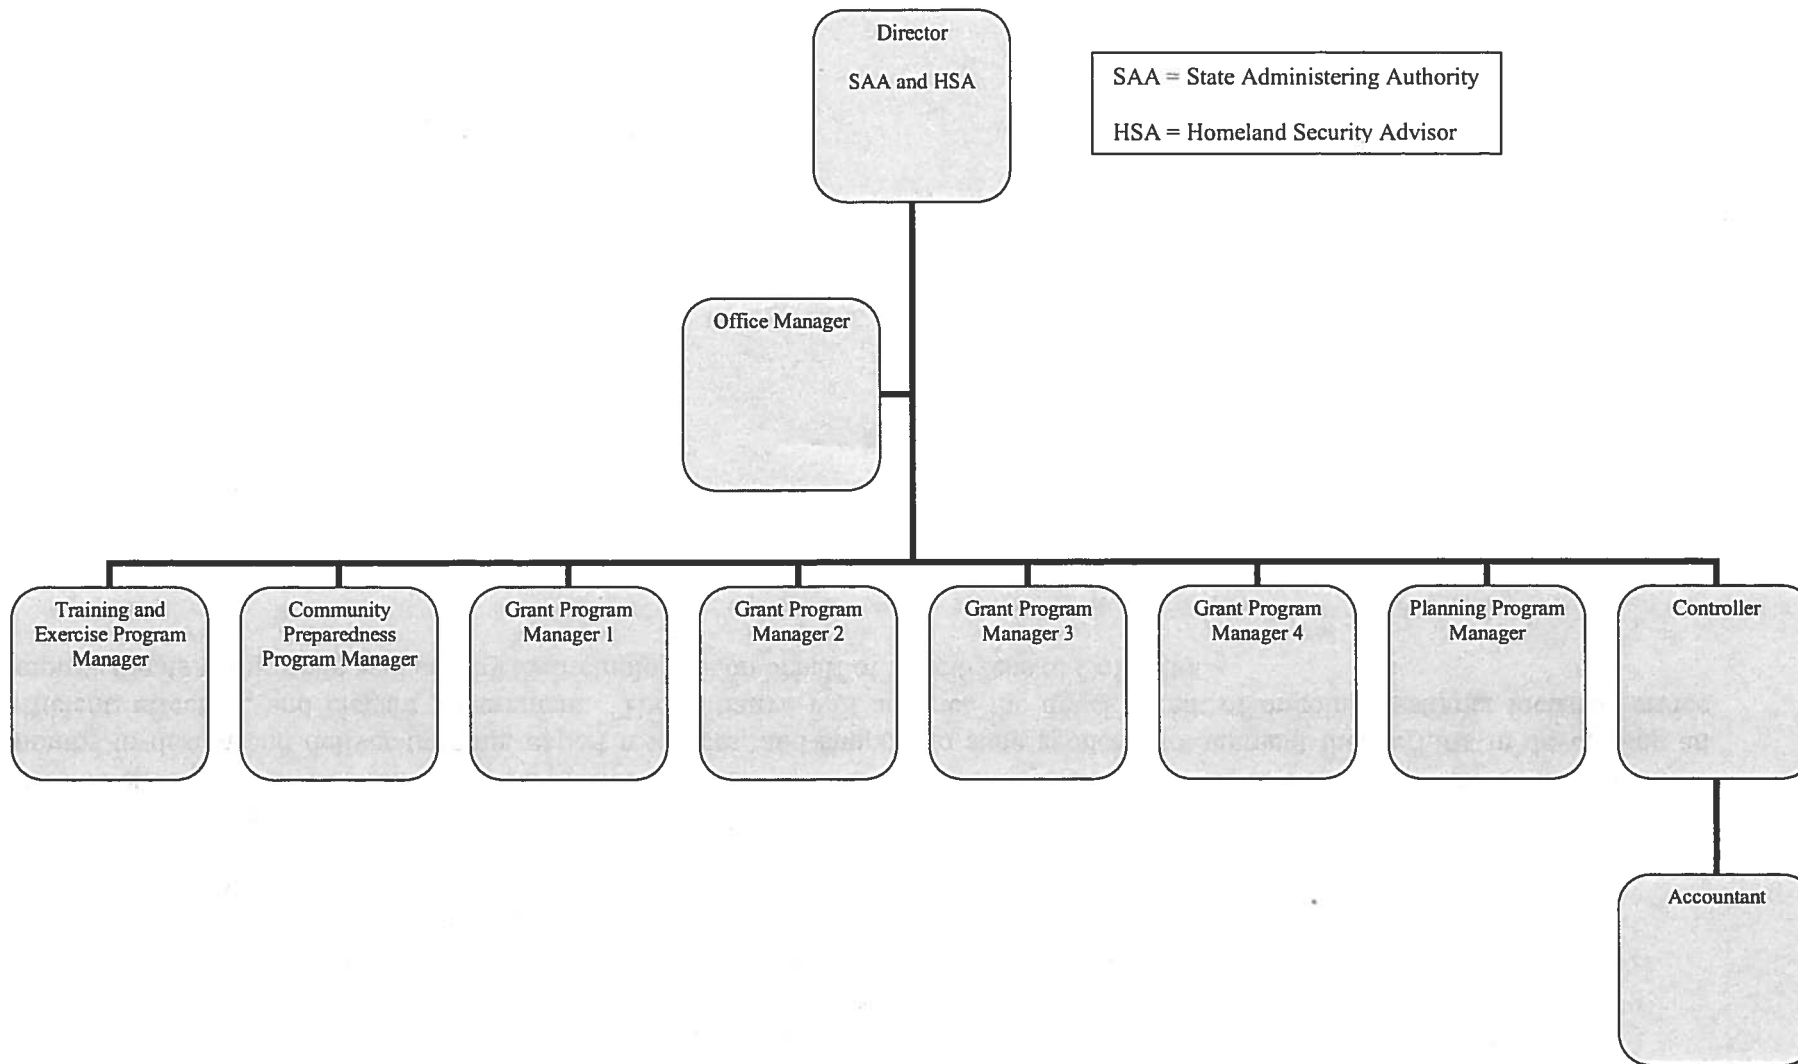 Director
SAA and HSA
SAA = State Administering Authority
HSA = Homeland Security Advisor
Office Manager
Training and
Exercise Program
Manager
Community
Preparedness
Program Manager
Grant Program
Manager 1
Grant Program
Manager 2
Grant Program
Manager 3
Grant Program
Manager 4
Planning Program
Manager
Controller
Accountant